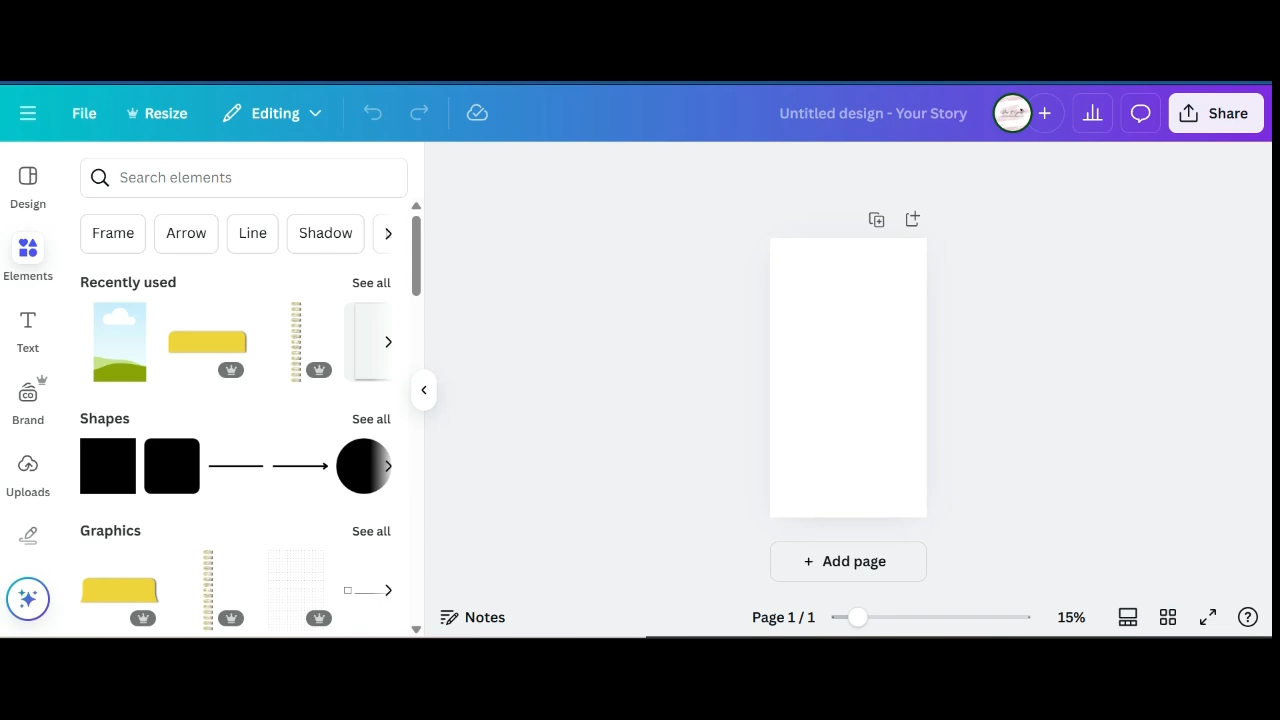 File Resize Editing Untitled design - Your Story Share
Design
Elements
Text
Brand
CO
Uploads
Search elements
Frame Arrow Line Shadow
Recently used See all
Shapes See all
Graphics See all
+ Add page
Notes Page 1 / 1 15%